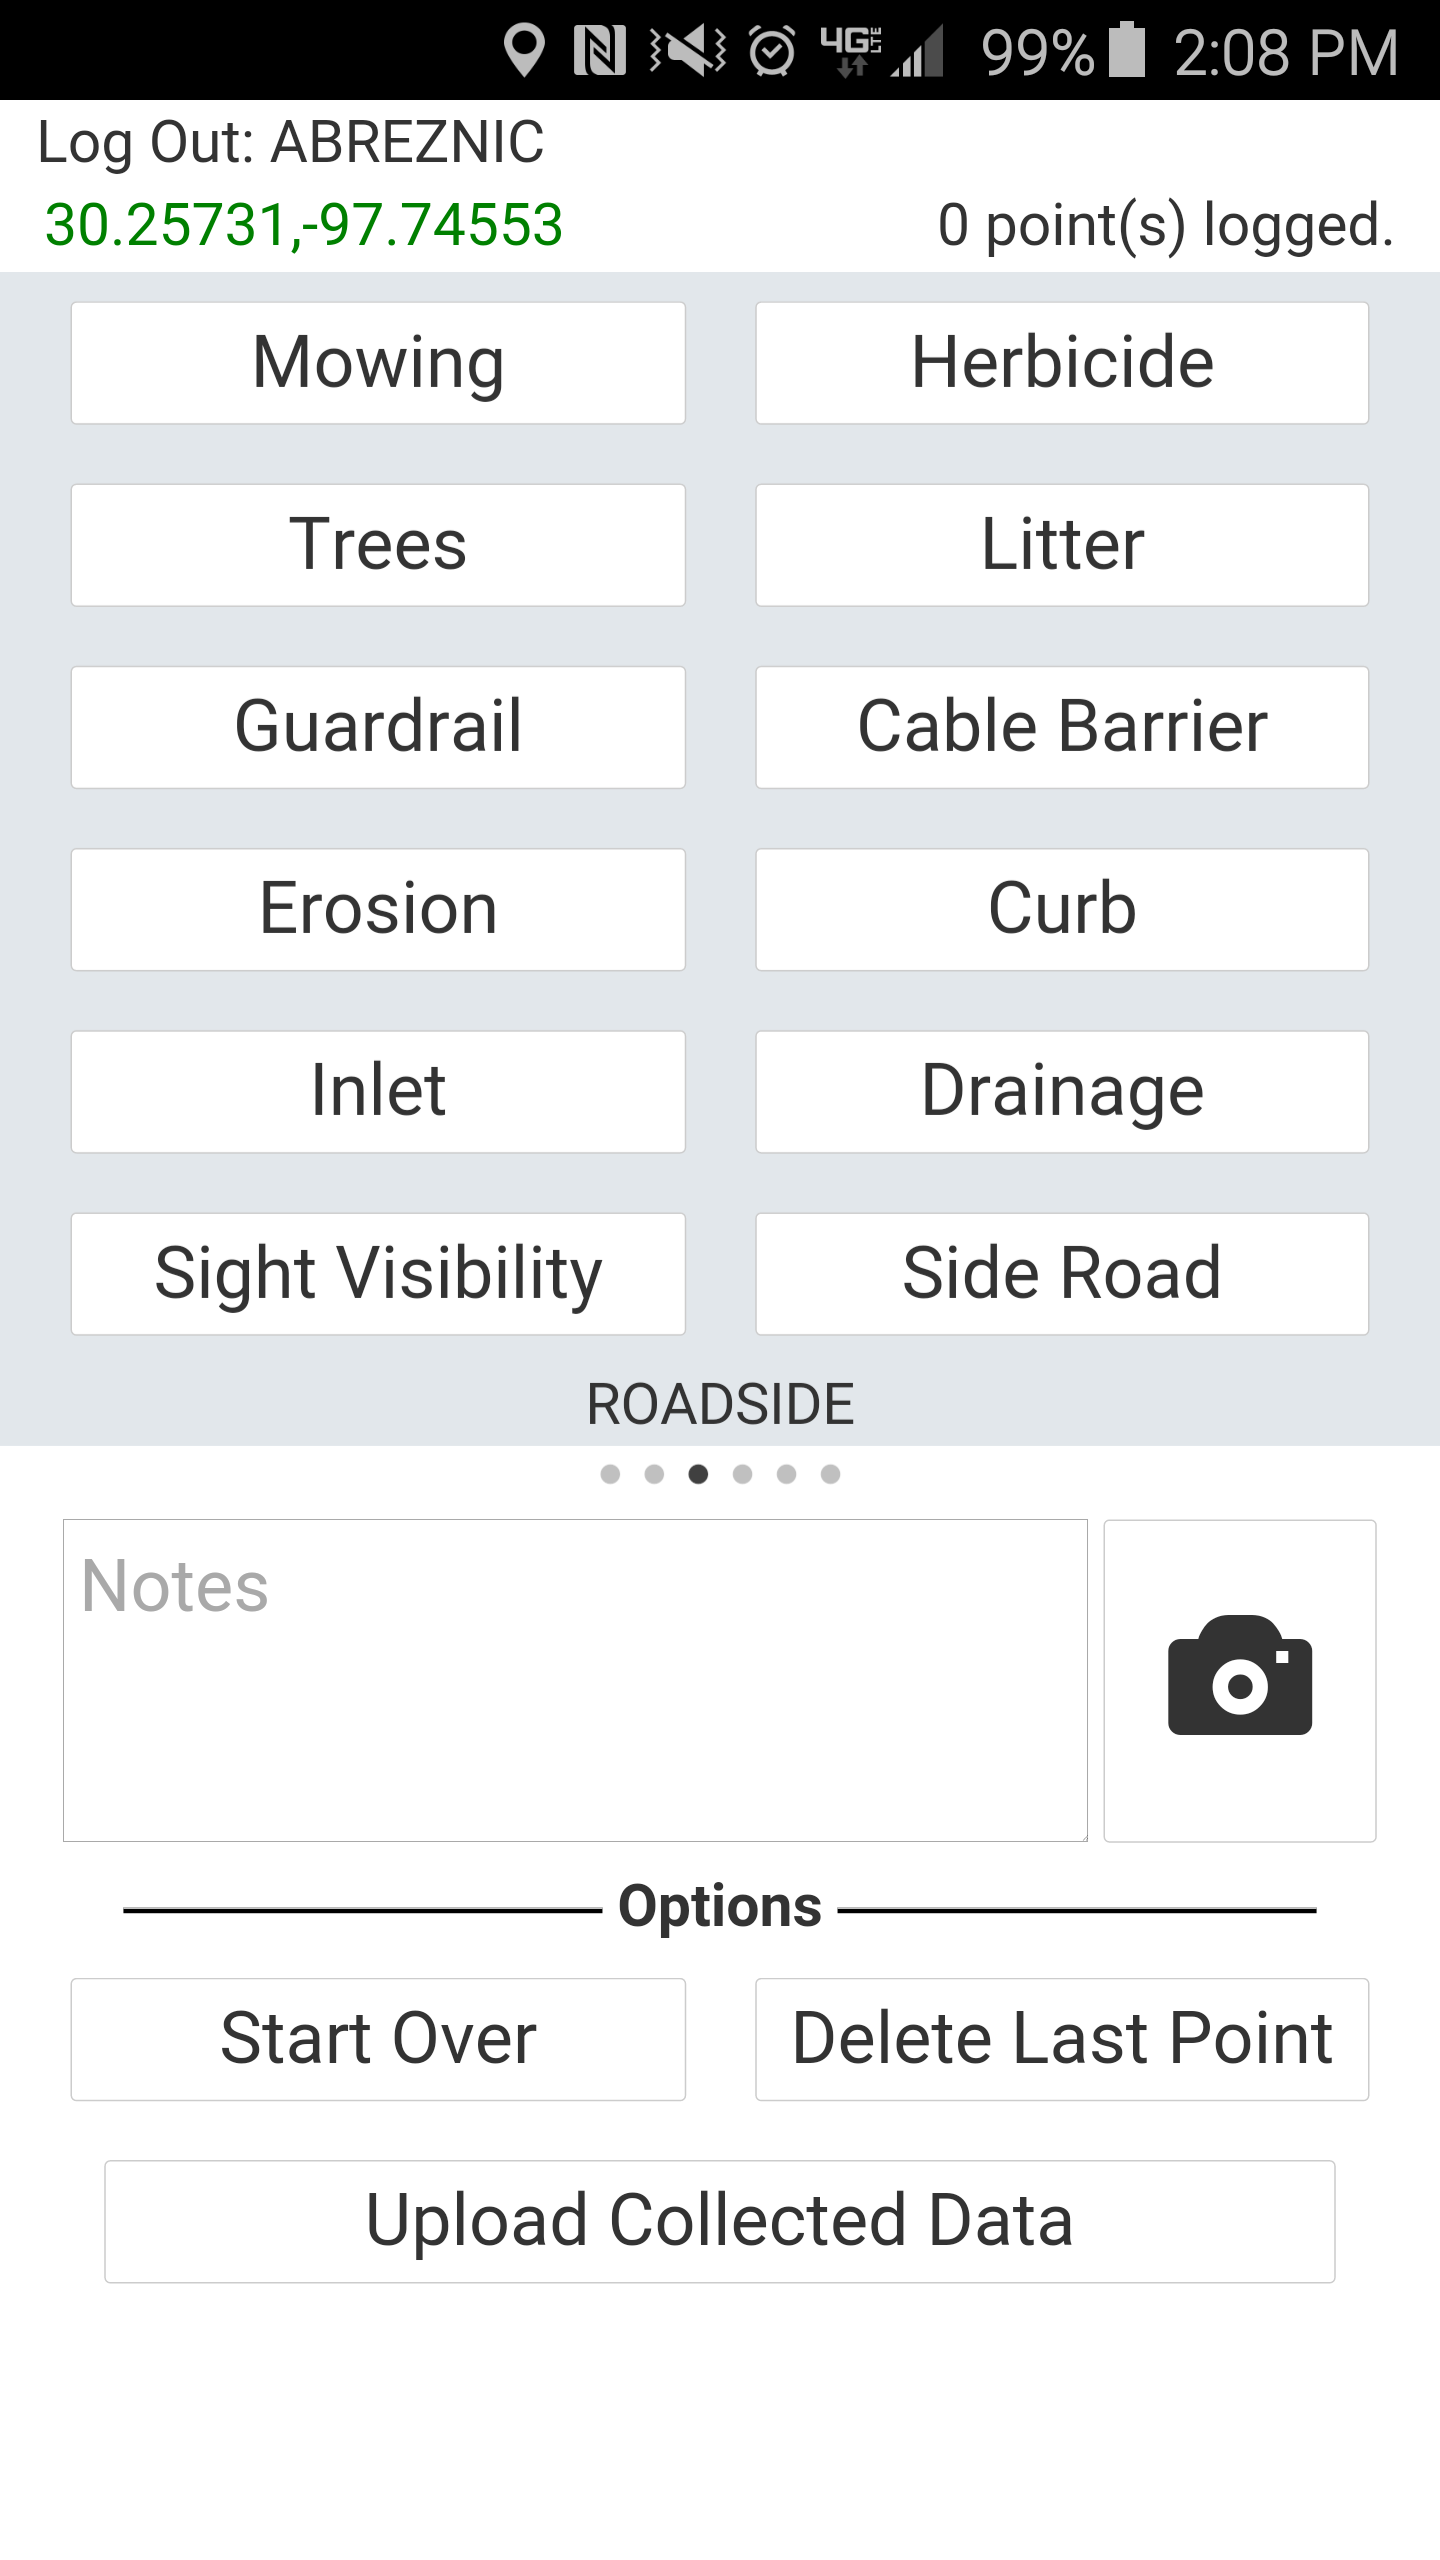 4G LTE 99% 2:08 PM
Log Out: ABREZNIC
30.25731,-97.74553 0 point(s) logged.
Mowing Herbicide
Trees Litter
Guardrail Cable Barrier
Erosion Curb
Inlet Drainage
Sight Visibility Side Road
ROADSIDE
Notes
Options
Start Over Delete Last Point
Upload Collected Data